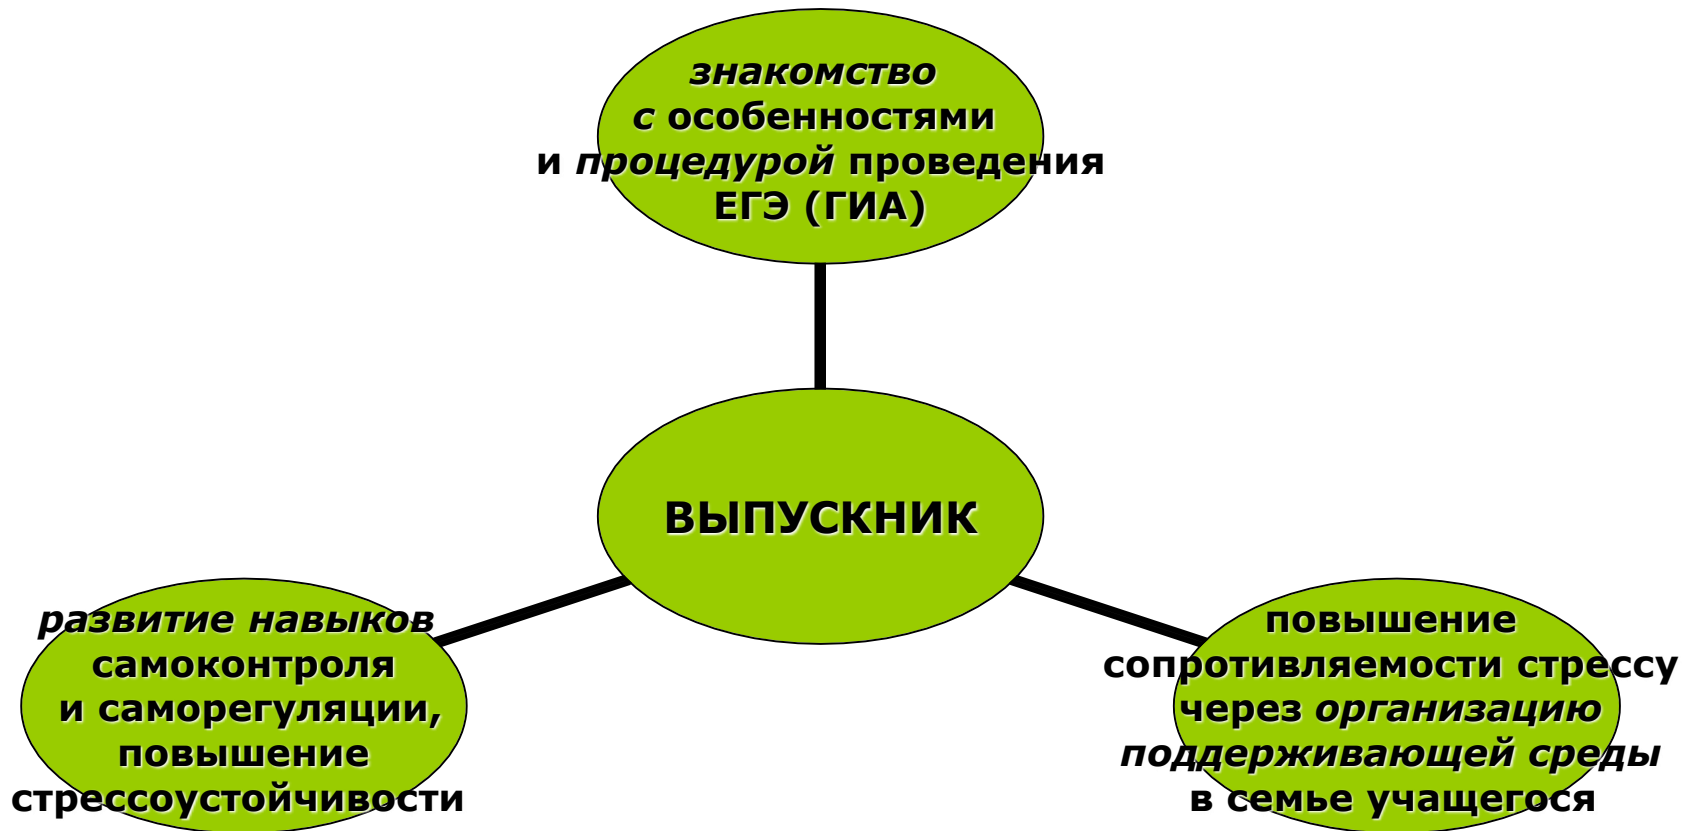 знакомство
с особенностями
и процедурой проведения
ЕГЭ (ГИА)
ВЫПУСКНИК
развитие навыков
самоконтроля
и саморегуляции,
повышение
стрессоустойчивости
повышение
сопротивляемости стрессу
через организацию
поддерживающей среды
в семье учащегося